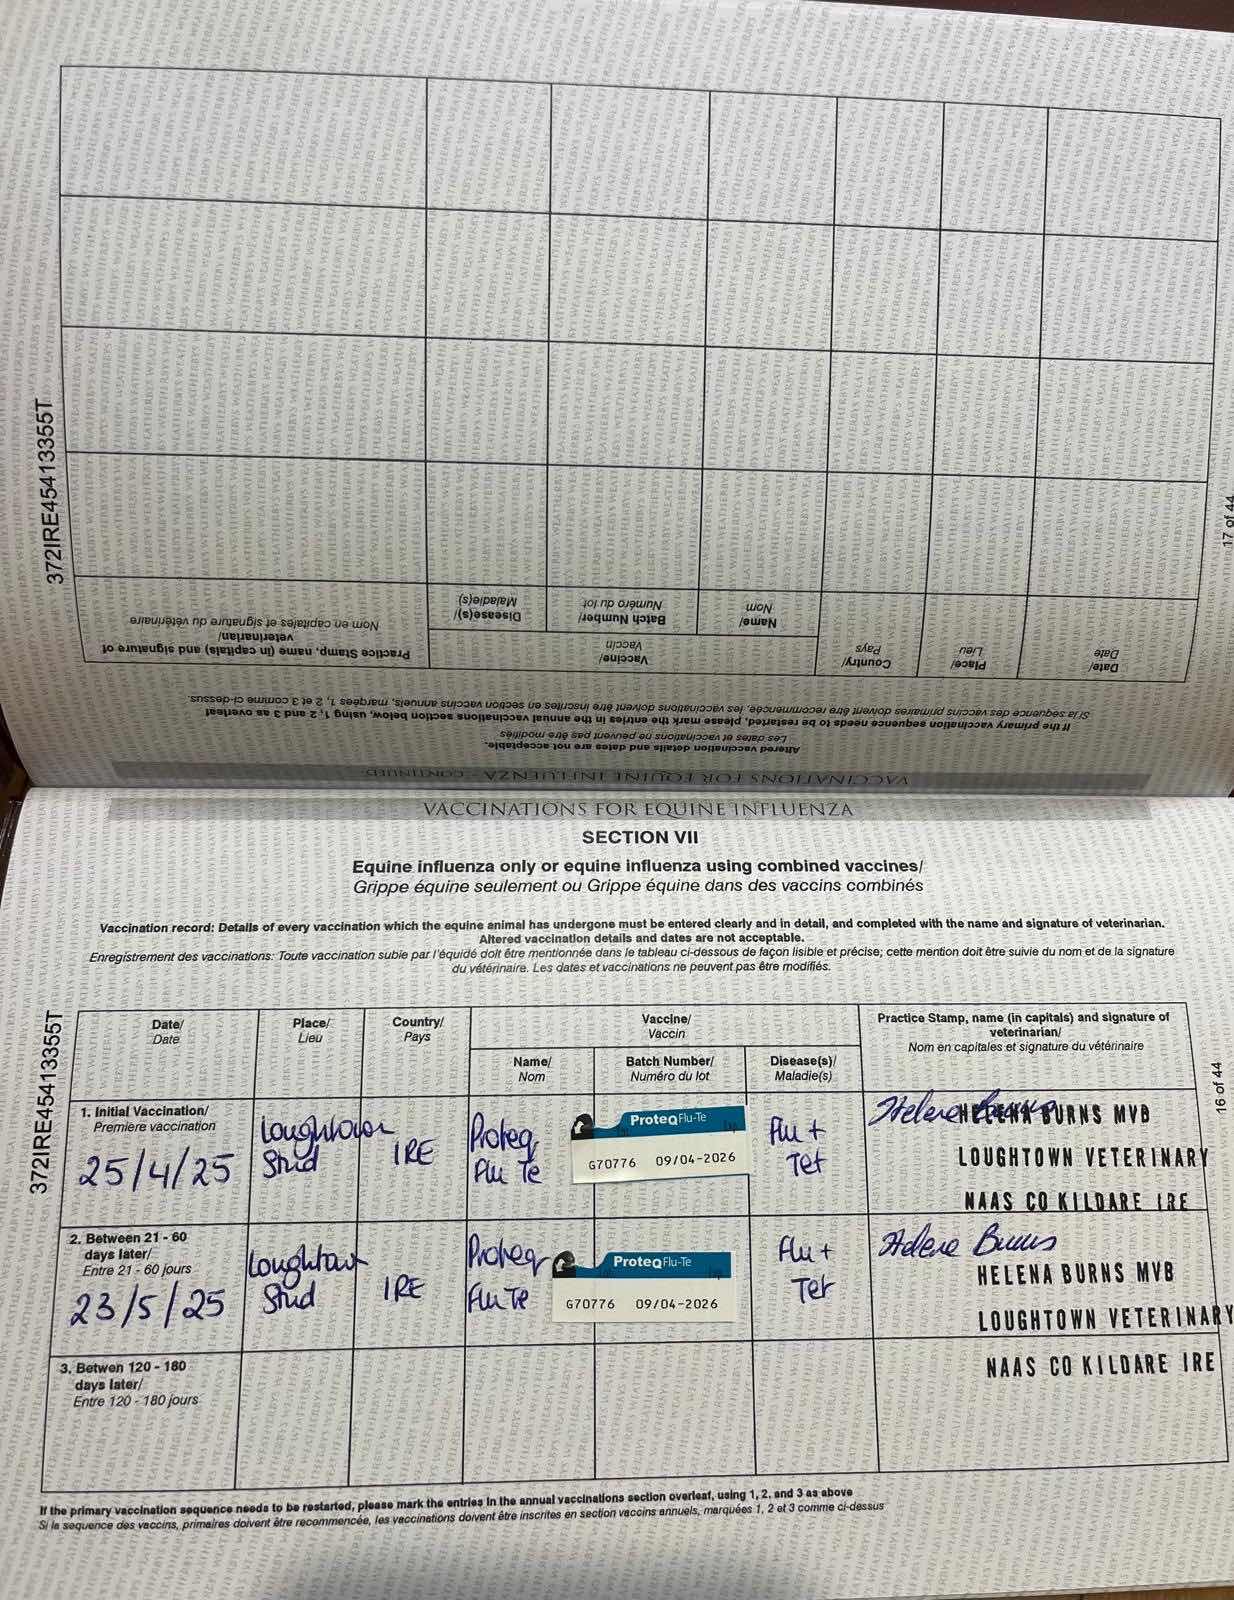 372IRE45413355T
17 of 44
VACCINATIONS FOR EQUINE INFLUENZA - CONTINUED
Altered vaccination details and dates are not acceptable.
Les dates et vaccinations ne peuvent pas être modifiés
If the primary vaccination sequence needs to be restarted, please mark the entries in the annual vaccinations section below, using 1, 2 and 3 as overleaf
Si la séquence des vaccins primaires doivent être recommencée, les vaccinations doivent être inscrites en section vaccins annuels, marquées 1, 2 et 3 comme ci-dessus.
Date/
Date
Place/
Lieu
Country/
Pays
Vaccine/
Vaccin
Name/
Nom
Batch Number/
Numéro du lot
Disease(s)/
Maladie(s)
Practice Stamp, name (in capitals) and signature of
veterinarian/
Nom en capitales et signature du vétérinaire
VACCINATIONS FOR EQUINE INFLUENZA
SECTION VII
Equine influenza only or equine influenza using combined vaccines/
Grippe équine seulement ou Grippe équine dans des vaccins combinés
Vaccination record: Details of every vaccination which the equine animal has undergone must be entered clearly and in detail, and completed with the name and signature of veterinarian.
Altered vaccination details and dates are not acceptable.
Enregistrement des vaccinations: Toute vaccination subie par l'équidé doit être mentionnée dans le tableau ci-dessous de façon lisible et précise; cette mention doit être suivie du nom et de la signature
du vétérinaire. Les dates et vaccinations ne peuvent pas être modifiés.
372IRE45413355T
16 of 44
Date/
Date
Place/
Lieu
Country/
Pays
Vaccine/
Vaccin
Name/
Nom
Batch Number/
Numéro du lot
Disease(s)/
Maladie(s)
Practice Stamp, name (in capitals) and signature of
veterinarian/
Nom en capitales et signature du vétérinaire
1. Initial Vaccination/
Premiere vaccination
25/4/25
Loughtown
Stud
IRE
Proteq
Flu Te
ProteqFlu-Te
G70776 09/04-2026
Flu +
Tet
Helena Burns
HELENA BURNS MVB
LOUGHTOWN VETERINARY
NAAS CO KILDARE IRE
2. Between 21 - 60
days later/
Entre 21 - 60 jours
23/5/25
Loughtown
Stud
IRE
Proteq
Flu Te
ProteqFlu-Te
G70776 09/04-2026
Flu +
Tet
Helena Burns
HELENA BURNS MVB
LOUGHTOWN VETERINARY
NAAS CO KILDARE IRE
3. Betwen 120 - 180
days later/
Entre 120 - 180 jours
If the primary vaccination sequence needs to be restarted, please mark the entries in the annual vaccinations section overleaf, using 1, 2, and 3 as above
Si la sequence des vaccins, primaires doivent être recommencée, les vaccinations doivent être inscrites en section vaccins annuels, marquées 1, 2 et 3 comme ci-dessus